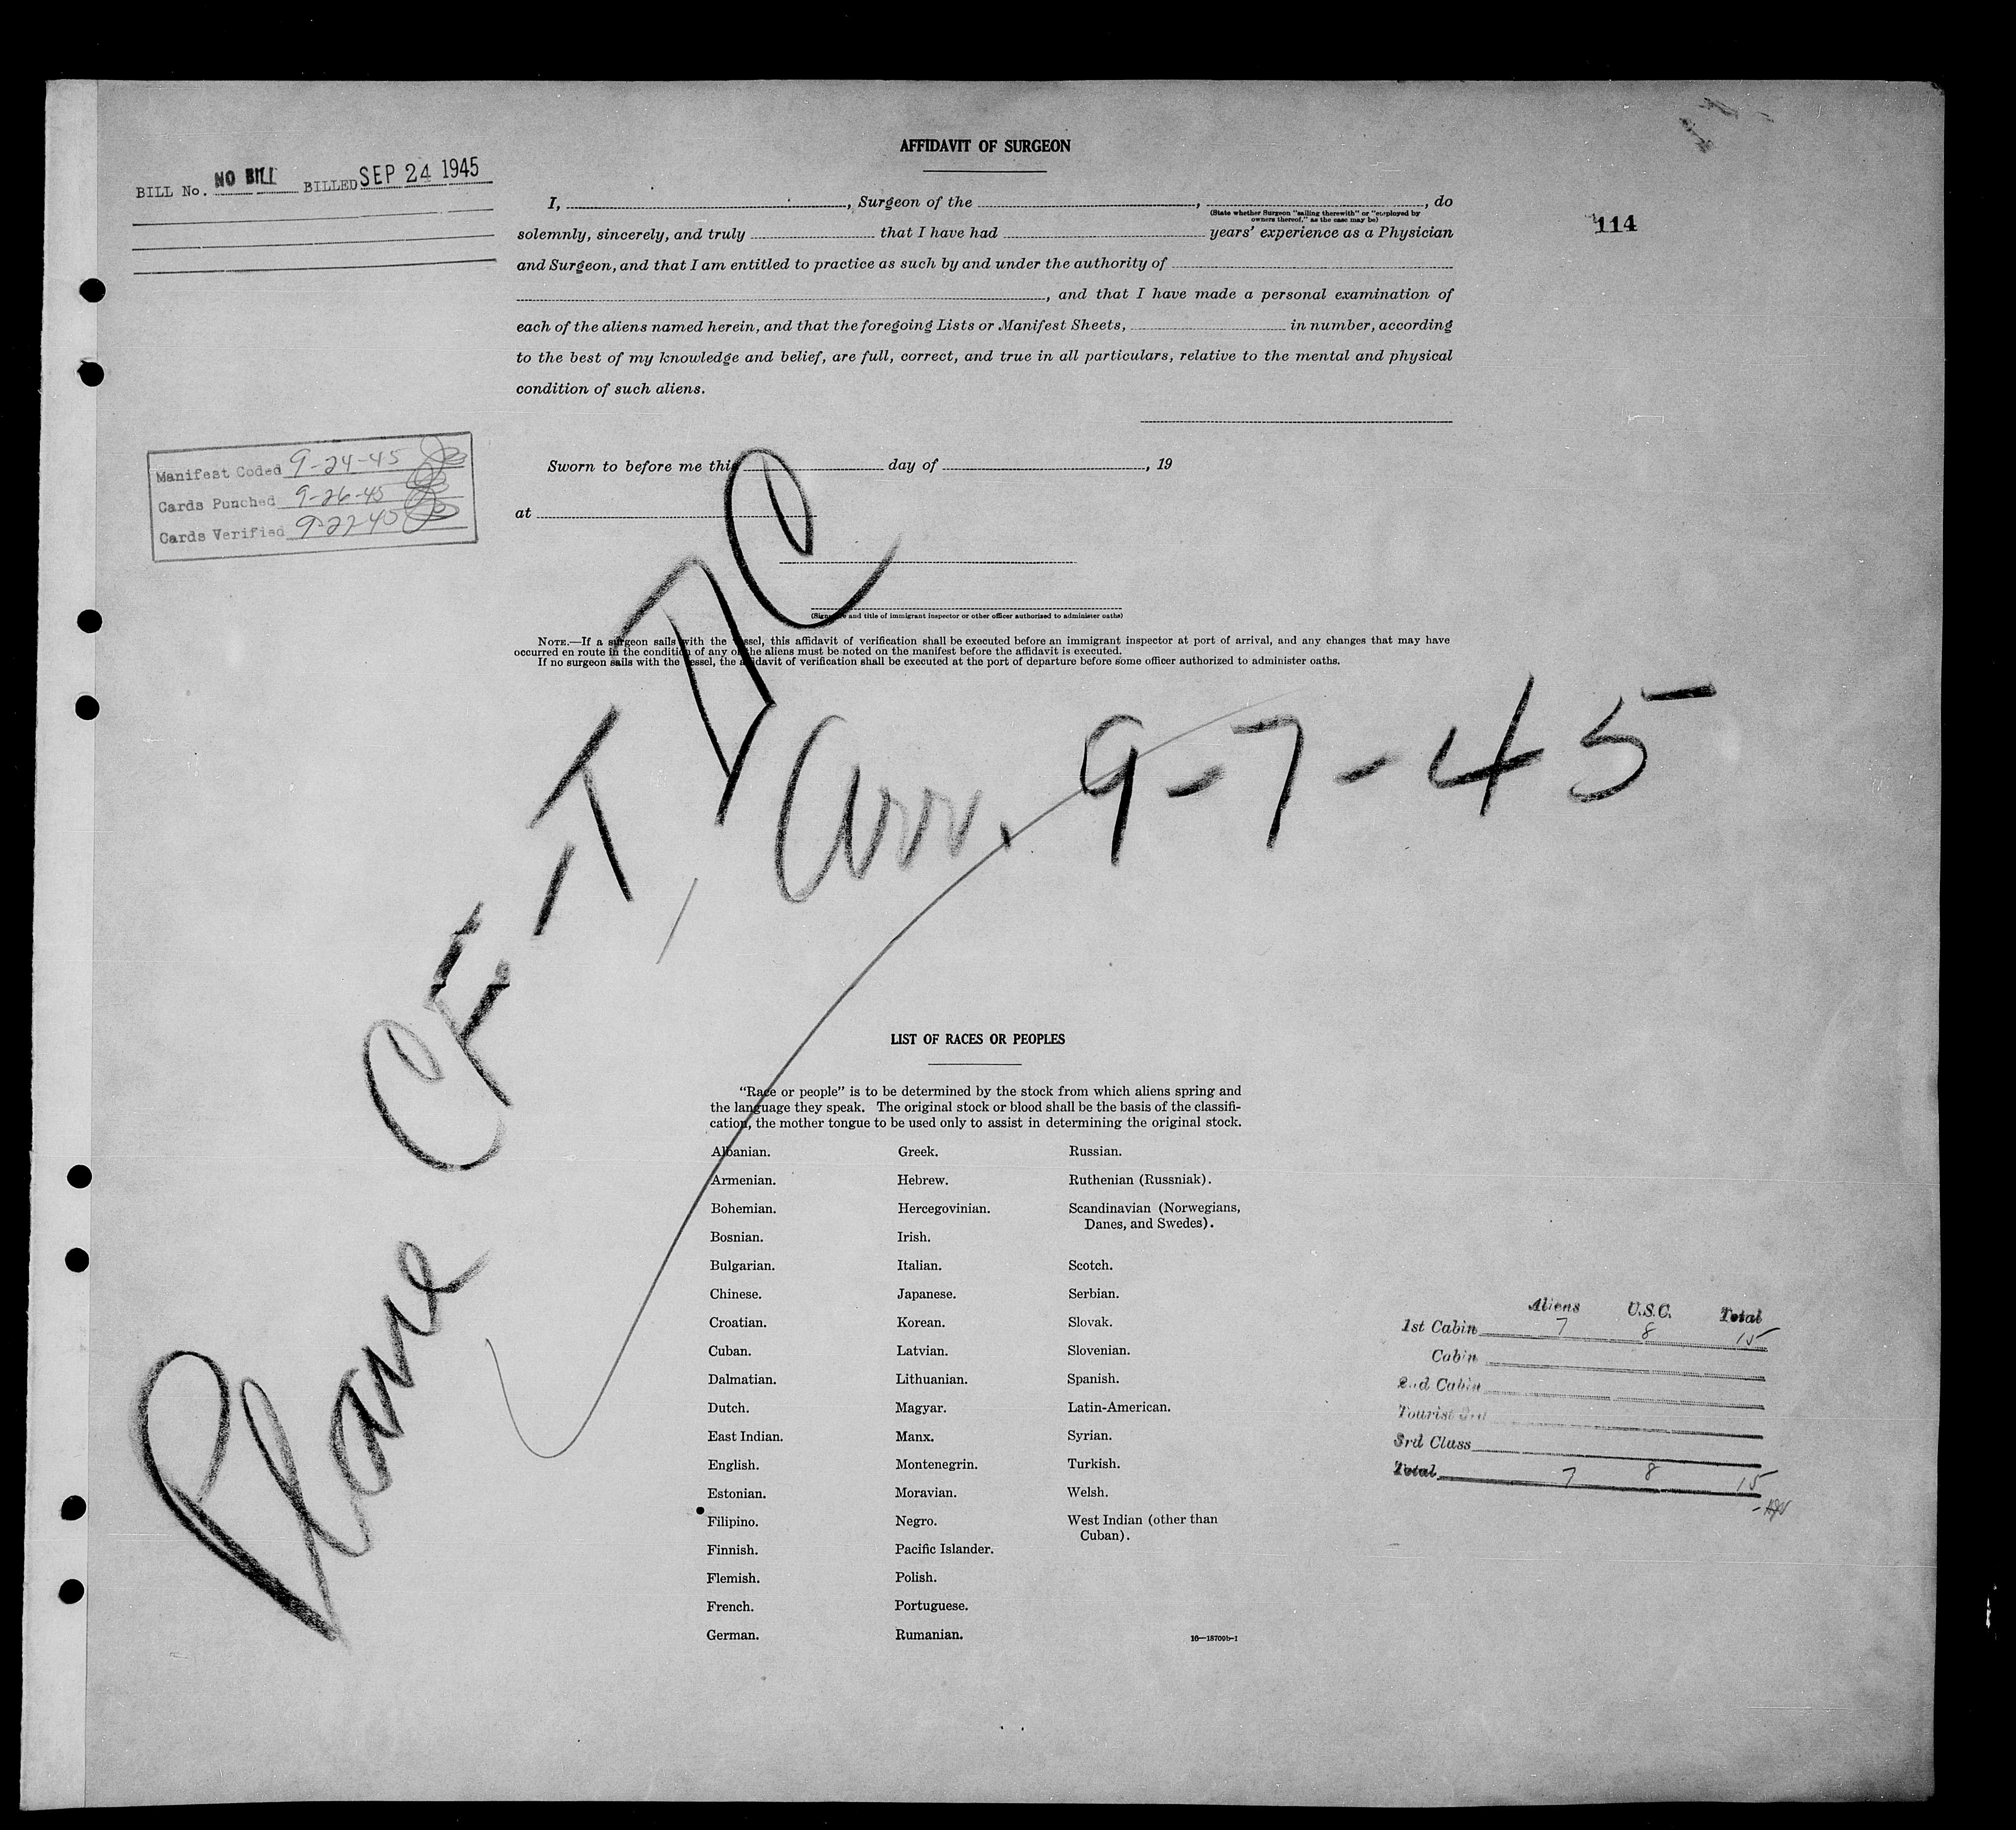 AFFIDAVIT OF SURGEON
BILL No. NO BILL BILLED SEP 24 1945
114
I, , Surgeon of the , , do
(State whether Surgeon "sailing therewith" or "employed by
owners thereof," as the case may be)
solemnly, sincerely, and truly that I have had years' experience as a Physician
and Surgeon, and that I am entitled to practice as such by and under the authority of
, and that I have made a personal examination of
each of the aliens named herein, and that the foregoing Lists or Manifest Sheets, in number, according
to the best of my knowledge and belief, are full, correct, and true in all particulars, relative to the mental and physical
condition of such aliens.
Manifest Coded 9-24-45
Cards Punched 9-26-45
Cards Verified 9-27-45
Sworn to before me this day of , 19
at
(Signature and title of immigrant inspector or other officer authorized to administer oaths)
NOTE.—If a surgeon sails with the vessel, this affidavit of verification shall be executed before an immigrant inspector at port of arrival, and any changes that may have
occurred en route in the condition of any of the aliens must be noted on the manifest before the affidavit is executed.
If no surgeon sails with the vessel, the affidavit of verification shall be executed at the port of departure before some officer authorized to administer oaths.
Plane CF-TDC
Arr. 9-7-45
LIST OF RACES OR PEOPLES
"Race or people" is to be determined by the stock from which aliens spring and
the language they speak. The original stock or blood shall be the basis of the classifi-
cation, the mother tongue to be used only to assist in determining the original stock.
Albanian. Greek. Russian.
Armenian. Hebrew. Ruthenian (Russniak).
Bohemian. Hercegovinian. Scandinavian (Norwegians,
Danes, and Swedes).
Bosnian. Irish.
Bulgarian. Italian. Scotch.
Chinese. Japanese. Serbian.
Croatian. Korean. Slovak.
Cuban. Latvian. Slovenian.
Dalmatian. Lithuanian. Spanish.
Dutch. Magyar. Latin-American.
East Indian. Manx. Syrian.
English. Montenegrin. Turkish.
Estonian. Moravian. Welsh.
Filipino. Negro. West Indian (other than
Cuban).
Finnish. Pacific Islander.
Flemish. Polish.
French. Portuguese.
German. Rumanian.
16—18709b-1
Aliens U.S.C. Total
1st Cabin 7 8 15
Cabin
2nd Cabin
Tourist 3rd
3rd Class
Total 7 8 15